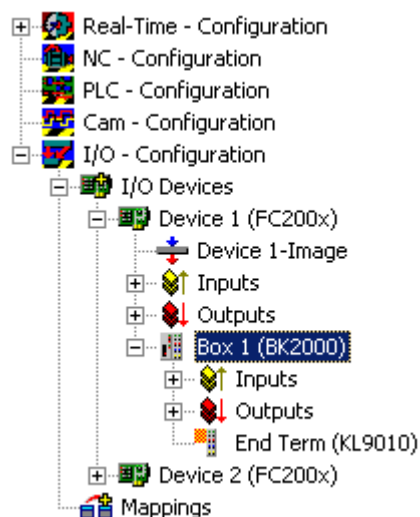 Real-Time - Configuration
NC - Configuration
PLC - Configuration
Cam - Configuration
I/O - Configuration
I/O Devices
Device 1 (FC200x)
Device 1-Image
Inputs
Outputs
Box 1 (BK2000)
Inputs
Outputs
End Term (KL9010)
Device 2 (FC200x)
Mappings